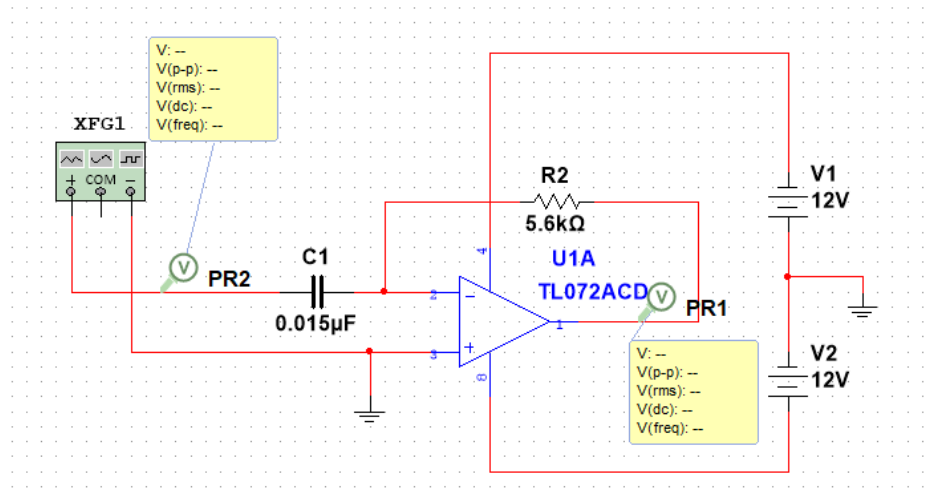 V: --
V(p-p): --
V(rms): --
V(dc): --
V(freq): --
XFG1
+ COM −
V
PR2
C1
0.015µF
R2
5.6kΩ
U1A
TL072ACD
4
2
−
3
+
1
8
V
PR1
V: --
V(p-p): --
V(rms): --
V(dc): --
V(freq): --
V1
12V
V2
12V